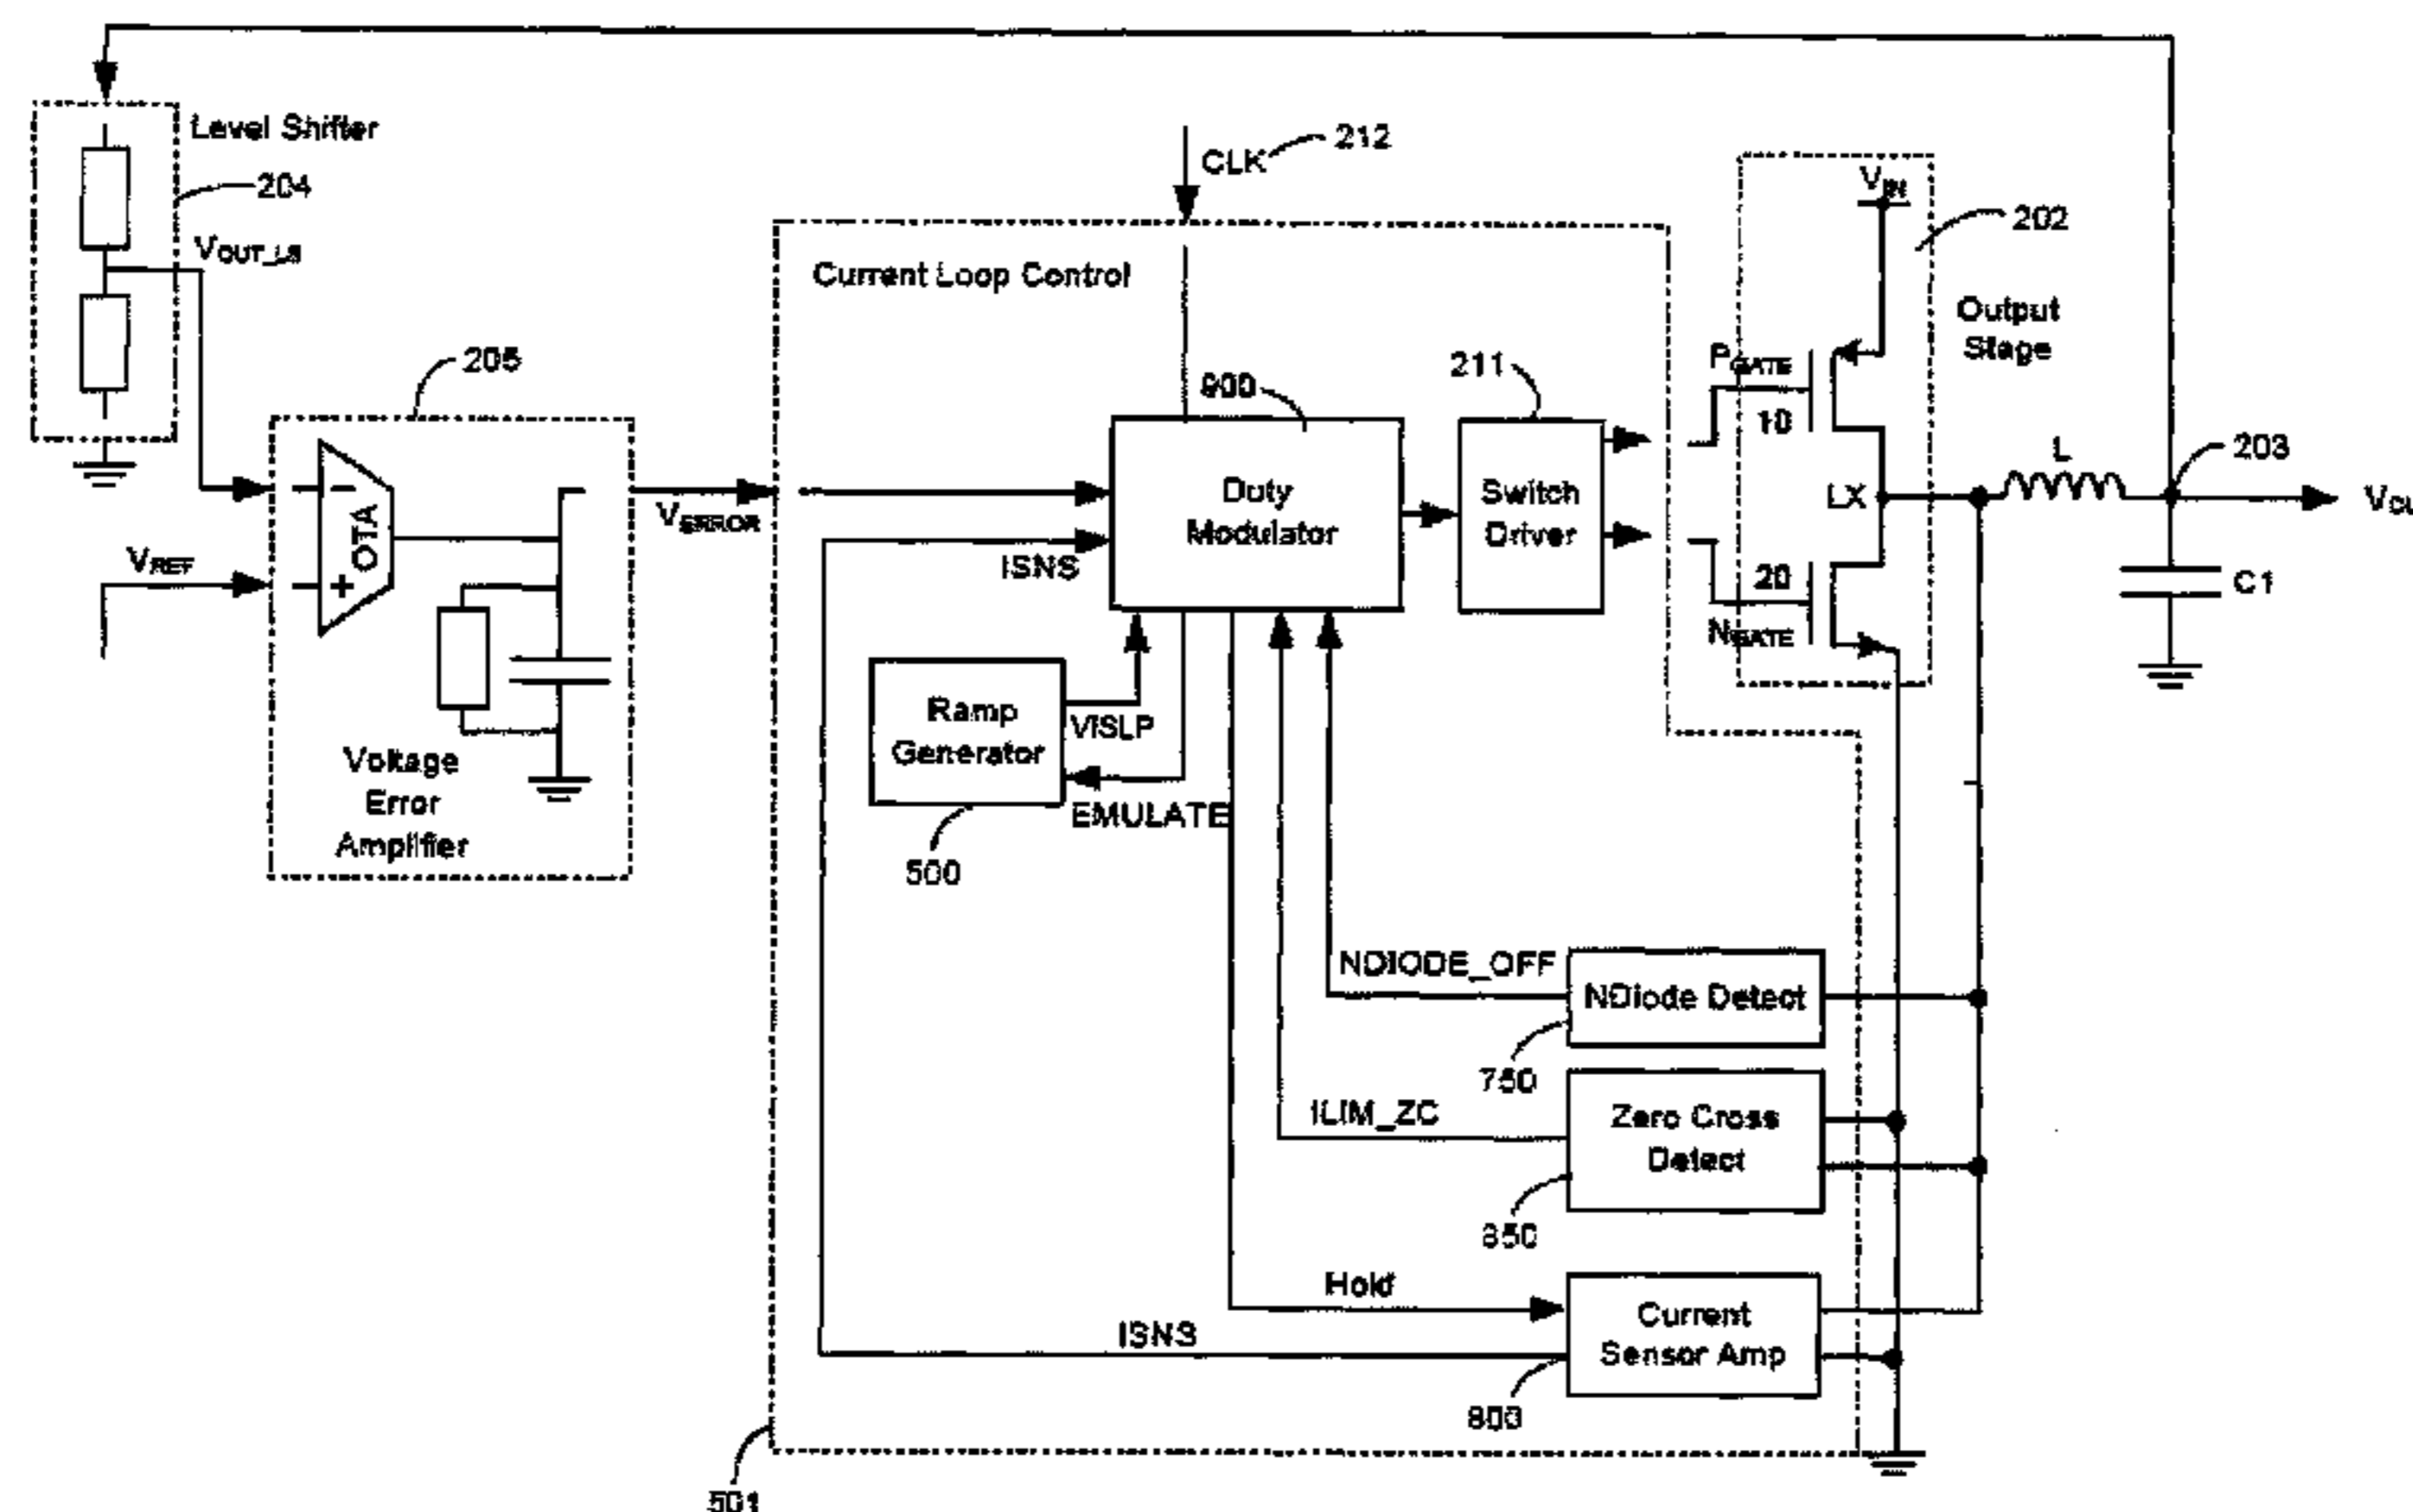 Level Shifter
204
VOUT_LS
CLK
212
VIN
202
Current Loop Control
Output
Stage
205
211
900
PGATE
10
L
203
OTA
VREF
VERROR
ISNS
Duty
Modulator
Switch
Driver
LX
20
NGATE
C1
Ramp
Generator
VISLP
EMULATE
500
Voltage
Error
Amplifier
NDIODE_OFF
NDiode Detect
750
ILIM_ZC
Zero Cross
Detect
850
Hold
ISNS
Current
Sensor Amp
800
501